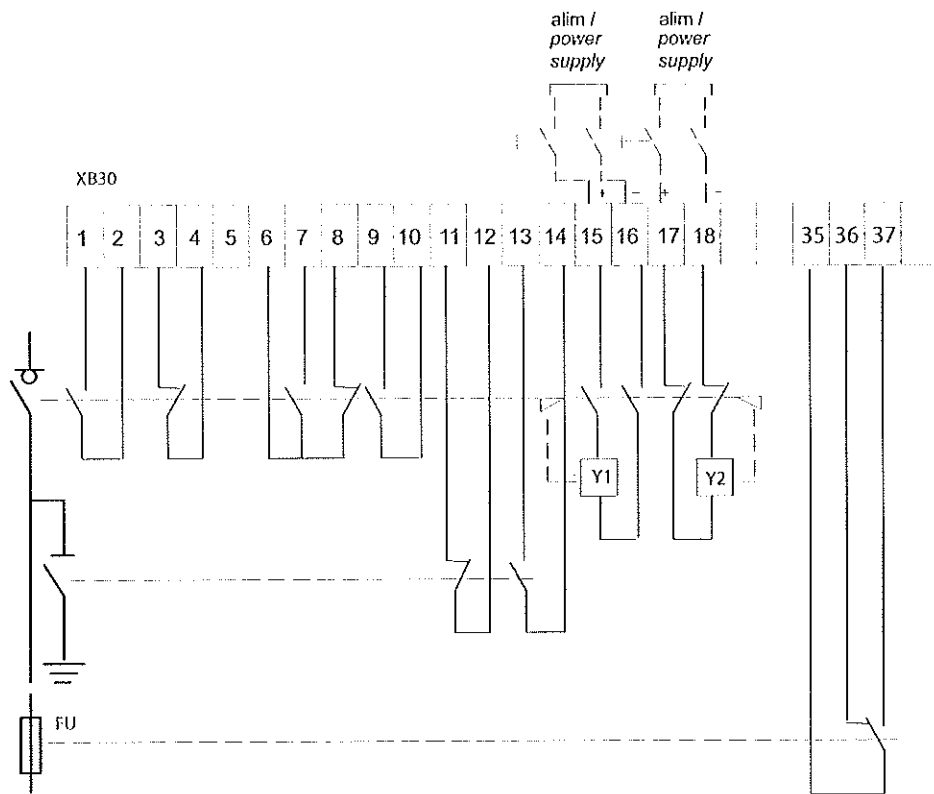 alim / alim /
power power
supply supply
XB30
+ - + -
1 2 3 4 5 6 7 8 9 10 11 12 13 14 15 16 17 18 35 36 37
Y1 Y2
FU